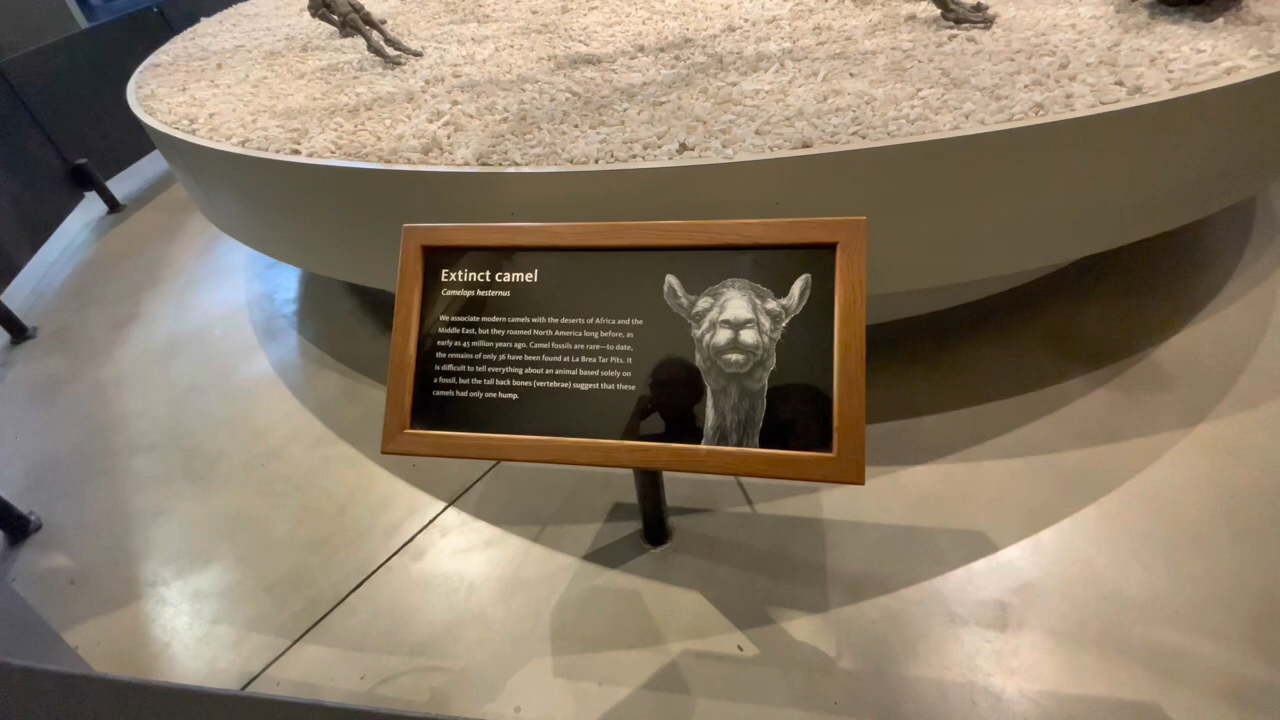 Extinct camel
Camelops hesternus
We associate modern camels with the deserts of Africa and the
Middle East, but they roamed North America long before, as
early as 45 million years ago. Camel fossils are rare—to date,
the remains of only 36 have been found at La Brea Tar Pits. It
is difficult to tell everything about an animal based solely on
a fossil, but the tall back bones (vertebrae) suggest that these
camels had only one hump.